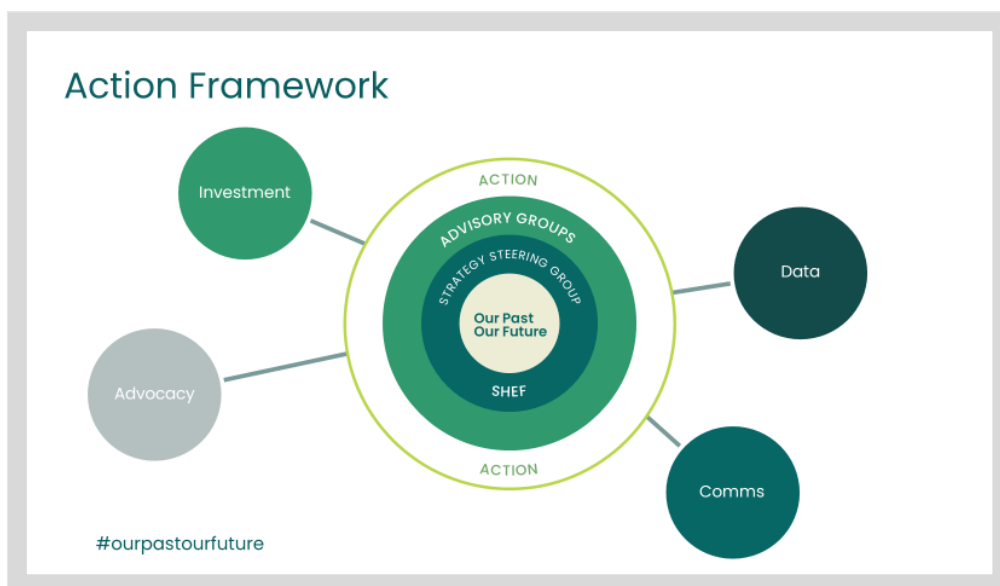 Action Framework
Investment
ACTION
ADVISORY GROUPS
STRATEGY STEERING GROUP
Data
Our Past
Our Future
SHEF
Advocacy
ACTION
Comms
#ourpastourfuture